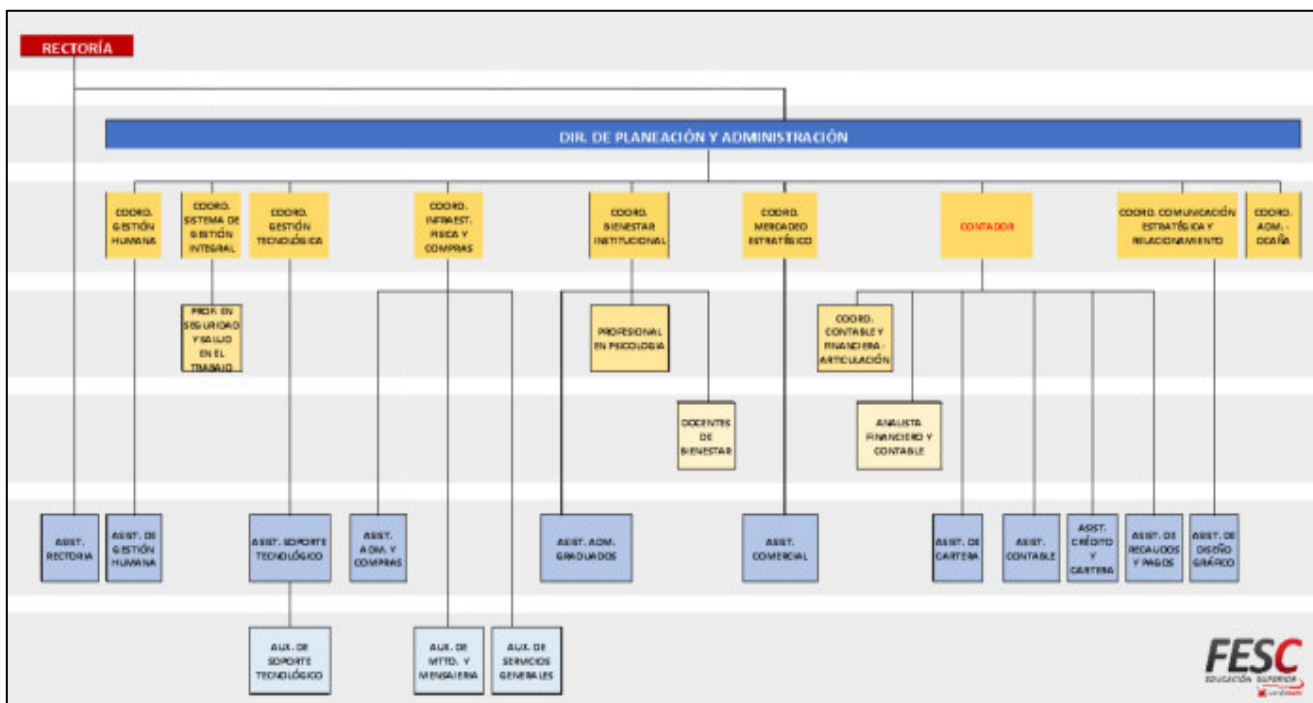 RECTORÍA
DIR. DE PLANEACIÓN Y ADMINISTRACIÓN
COORD.
GESTIÓN
HUMANA
COORD.
SISTEMA DE
GESTIÓN
INTEGRAL
COORD.
GESTIÓN
TECNOLÓGICA
COORD.
INFRAEST.
FISICA Y
COMPRAS
COORD.
BIENESTAR
INSTITUCIONAL
COORD.
MERCADEO
ESTRATÉGICO
CONTADOR
COORD. COMUNICACIÓN
ESTRATÉGICA Y
RELACIONAMIENTO
COORD.
ADM. -
OCAÑA
PROF. EN
SEGURIDAD
Y SALUD
EN EL
TRABAJO
PROFESIONAL
EN PSICOLOGIA
COORD.
CONTABLE Y
FINANCIERA -
ARTICULACIÓN
DOCENTES
DE
BIENESTAR
ANALISTA
FINANCIERO Y
CONTABLE
ASIST.
RECTORIA
ASIST. DE
GESTIÓN
HUMANA
ASIST. SOPORTE
TECNOLÓGICO
ASIST.
ADM. Y
COMPRAS
ASIST. ADM.
GRADUADOS
ASIST.
COMERCIAL
ASIST. DE
CARTERA
ASIST.
CONTABLE
ASIST.
CRÉDITO
Y
CARTERA
ASIST. DE
RECAUDOS
Y PAGOS
ASIST. DE
DISEÑO
GRÁFICO
AUX. DE
SOPORTE
TECNOLÓGICO
AUX. DE
MTTO. Y
MENSAJERIA
AUX. DE
SERVICIOS
GENERALES
FESC
EDUCACIÓN SUPERIOR